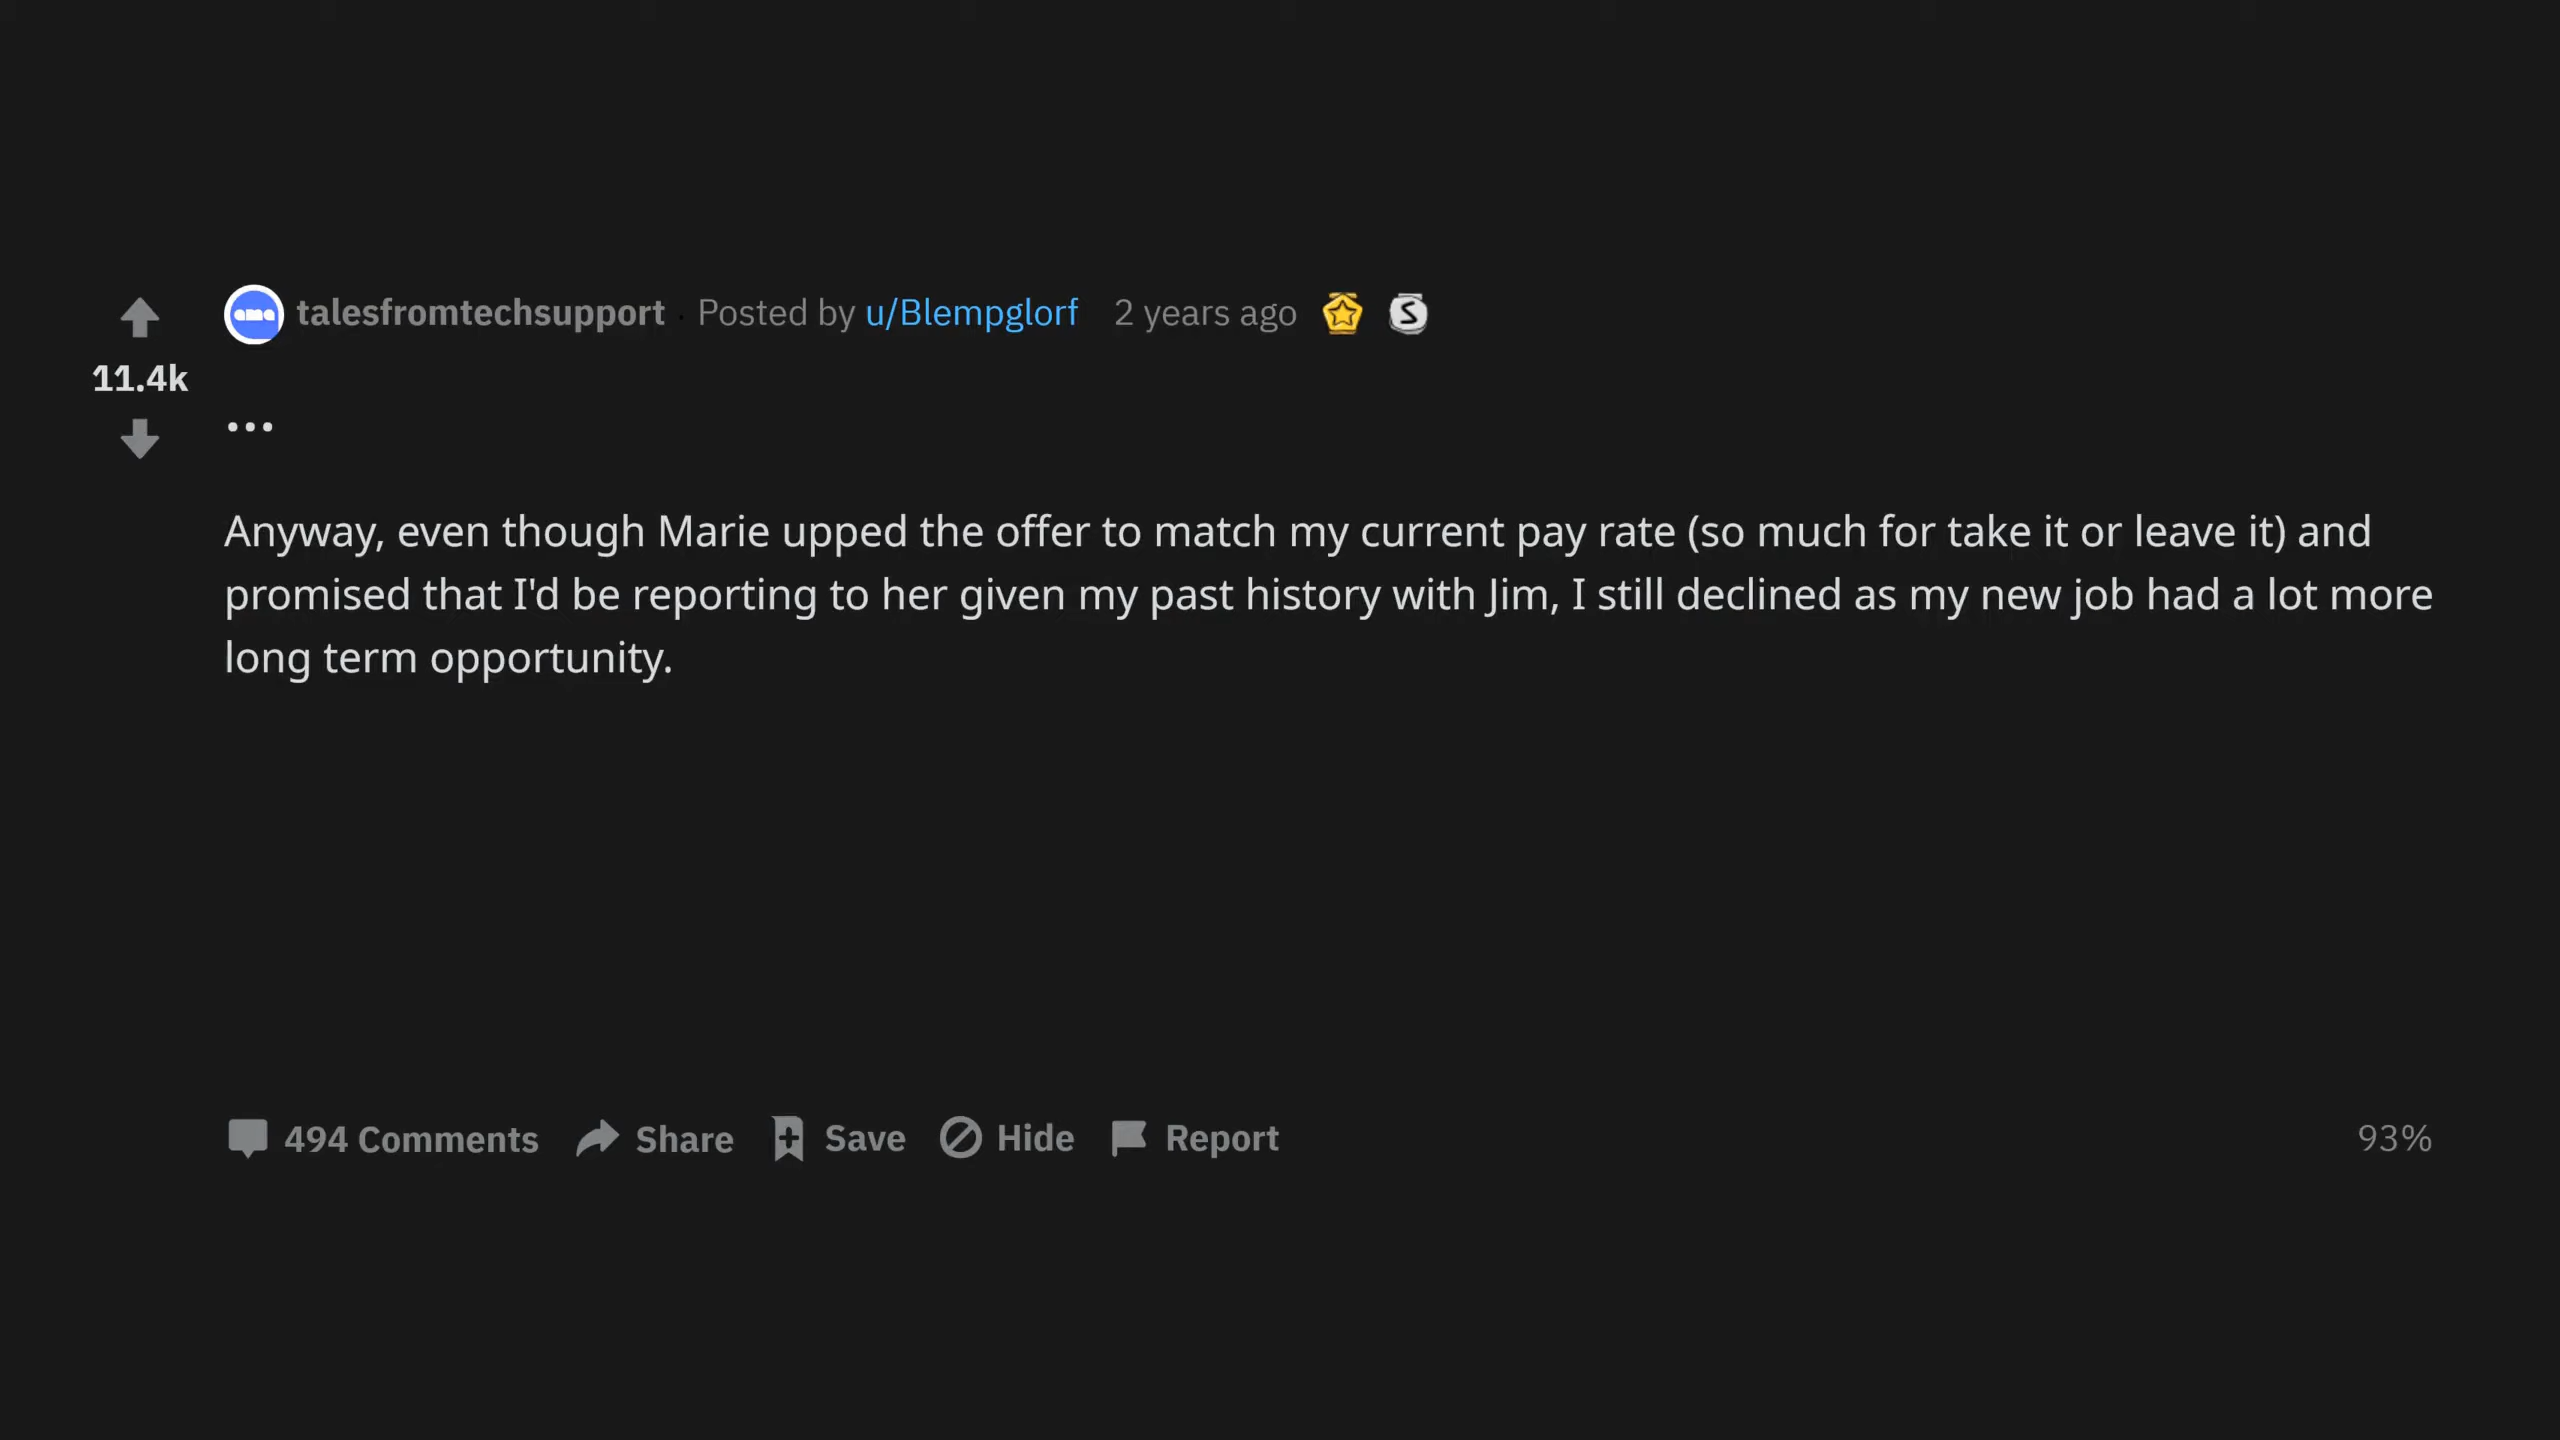 talesfromtechsupport · Posted by u/Blempglorf 2 years ago
11.4k
...
Anyway, even though Marie upped the offer to match my current pay rate (so much for take it or leave it) and
promised that I'd be reporting to her given my past history with Jim, I still declined as my new job had a lot more
long term opportunity.
494 Comments Share Save Hide Report 93%